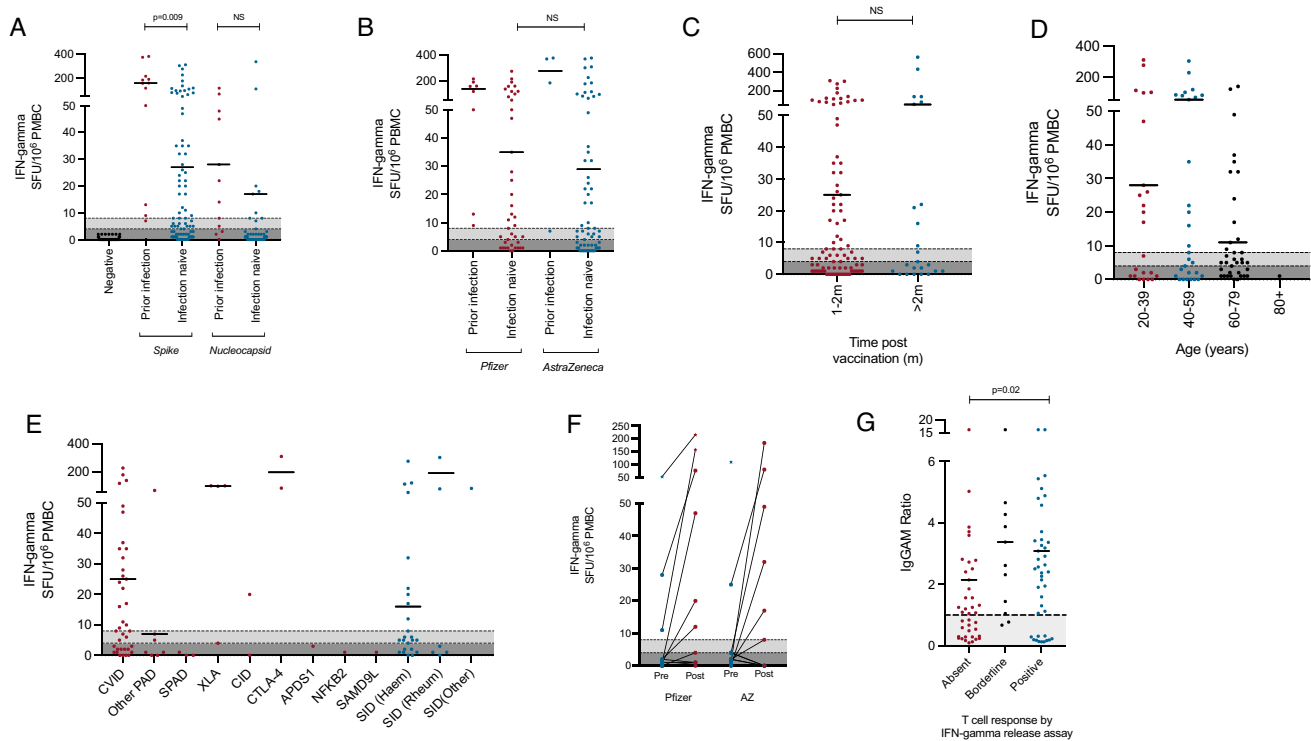 A
p=0.009
NS
IFN-gamma
SFU/10⁶ PMBC
400
200
50
40
30
20
10
0
Negative
Prior infection
Infection naive
Prior infection
Infection naive
Spike
Nucleocapsid
B
NS
IFN-gamma
SFU/10⁶ PBMC
400
200
50
40
30
20
10
0
Prior infection
Infection naive
Prior infection
Infection naive
Pfizer
AstraZeneca
C
NS
IFN-gamma
SFU/10⁶ PMBC
600
400
200
50
40
30
20
10
0
1-2m
>2m
Time post
vaccination (m)
D
IFN-gamma
SFU/10⁶ PMBC
400
200
50
40
30
20
10
0
20-39
40-59
60-79
80+
Age (years)
E
IFN-gamma
SFU/10⁶ PMBC
400
200
50
40
30
20
10
0
CVID
Other PAD
SPAD
XLA
CID
CTLA-4
APDS1
NFKB2
SAMD9L
SID (Haem)
SID (Rheum)
SID(Other)
F
IFN-gamma
SFU/10⁶ PMBC
250
200
150
100
50
50
40
30
20
10
0
Pre
Post
Pre
Post
Pfizer
AZ
G
p=0.02
IgGAM Ratio
20
15
6
4
2
0
Absent
Borderline
Positive
T cell response by
IFN-gamma release assay